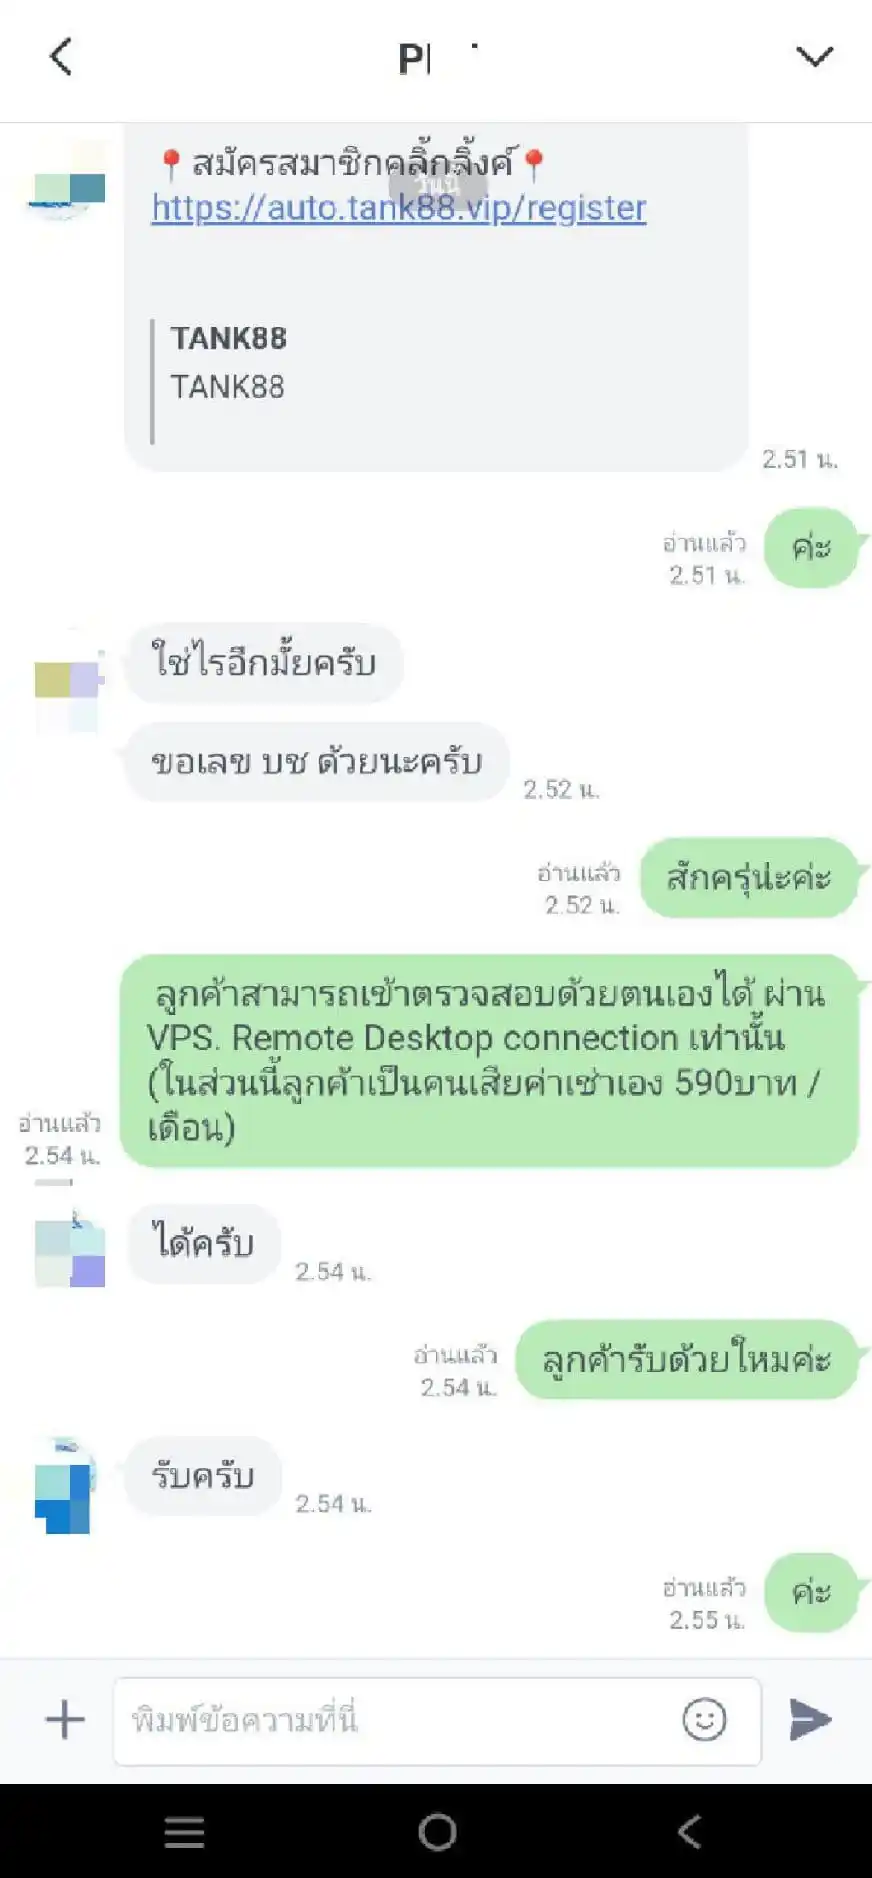 📍สมัครสมาชิกคลิ้กลิ้งค์📍
วันนี้
https://auto.tank88.vip/register
TANK88
TANK88
2.51 น.
ค่ะ
อ่านแล้ว
2.51 น.
ใช่ไรอีกมั้ยครับ
ขอเลข บช ด้วยนะครับ
2.52 น.
สักครุ่น่ะค่ะ
อ่านแล้ว
2.52 น.
ลูกค้าสามารถเข้าตรวจสอบด้วยตนเองได้ ผ่าน
VPS. Remote Desktop connection เท่านั้น
(ในส่วนนี้ลูกค้าเป็นคนเสียค่าเช่าเอง 590บาท /
เดือน)
อ่านแล้ว
2.54 น.
ได้ครับ
2.54 น.
ลูกค้ารับด้วยใหมค่ะ
อ่านแล้ว
2.54 น.
รับครับ
2.54 น.
ค่ะ
อ่านแล้ว
2.55 น.
พิมพ์ข้อความที่นี่